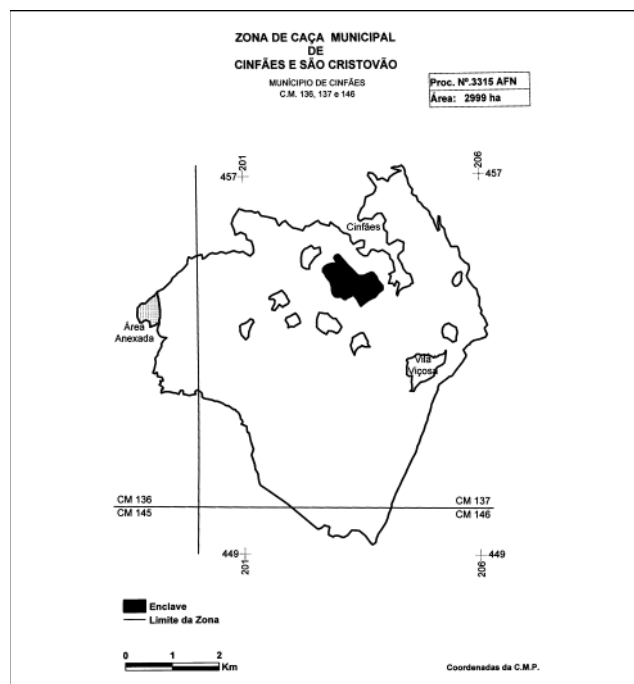 ZONA DE CAÇA MUNICIPAL
DE
CINFÃES E SÃO CRISTOVÃO
MUNÍCIPIO DE CINFÃES
C.M. 136, 137 e 146
Proc. Nº.3315 AFN
Área: 2999 ha
201
206
457
457
Cinfães
Área
Anexada
Vila
Viçosa
CM 136
CM 137
CM 145
CM 146
449
449
201
206
Enclave
Limite da Zona
0 1 2
Km
Coordenadas da C.M.P.